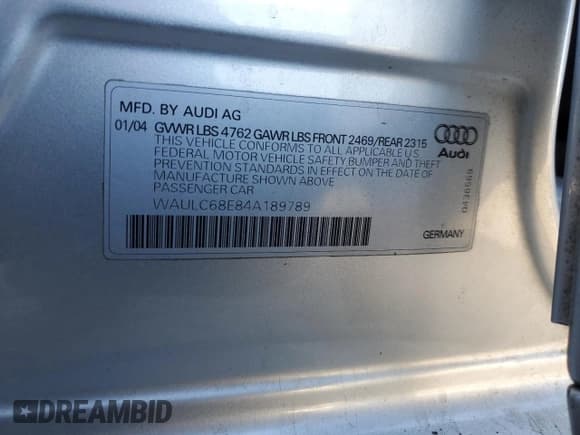 MFD. BY AUDI AG
01/04 GVWR LBS 4762 GAWR LBS FRONT 2469/REAR 2315
THIS VEHICLE CONFORMS TO ALL APPLICABLE U.S.
FEDERAL MOTOR VEHICLE SAFETY BUMPER AND THEFT
PREVENTION STANDARDS IN EFFECT ON THE DATE OF
MANUFACTURE SHOWN ABOVE
PASSENGER CAR
WAULC68E84A189789
Audi
GERMANY
DREAMBID